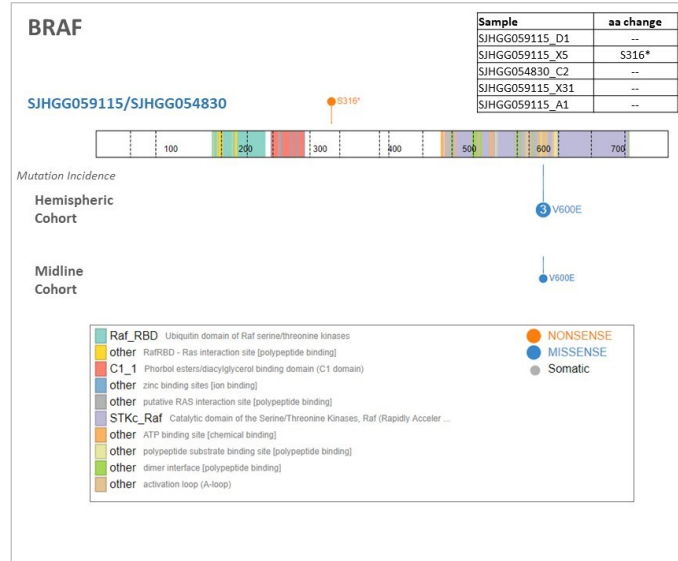 BRAF
Sample aa change
SJHGG059115_D1 --
SJHGG059115_X5 S316*
SJHGG054830_C2 --
SJHGG059115_X31 --
SJHGG059115_A1 --
SJHGG059115/SJHGG054830
S316*
100 200 300 400 500 600 700
Mutation Incidence
Hemispheric
Cohort
3 V600E
Midline
Cohort
V600E
Raf_RBD Ubiquitin domain of Raf serine/threonine kinases
other RafRBD - Ras interaction site [polypeptide binding]
C1_1 Phorbol esters/diacylglycerol binding domain (C1 domain)
other zinc binding sites [ion binding]
other putative RAS interaction site [polypeptide binding]
STKc_Raf Catalytic domain of the Serine/Threonine Kinases, Raf (Rapidly Acceler ...
other ATP binding site [chemical binding]
other polypeptide substrate binding site [polypeptide binding]
other dimer interface [polypeptide binding]
other activation loop (A-loop)
NONSENSE
MISSENSE
Somatic